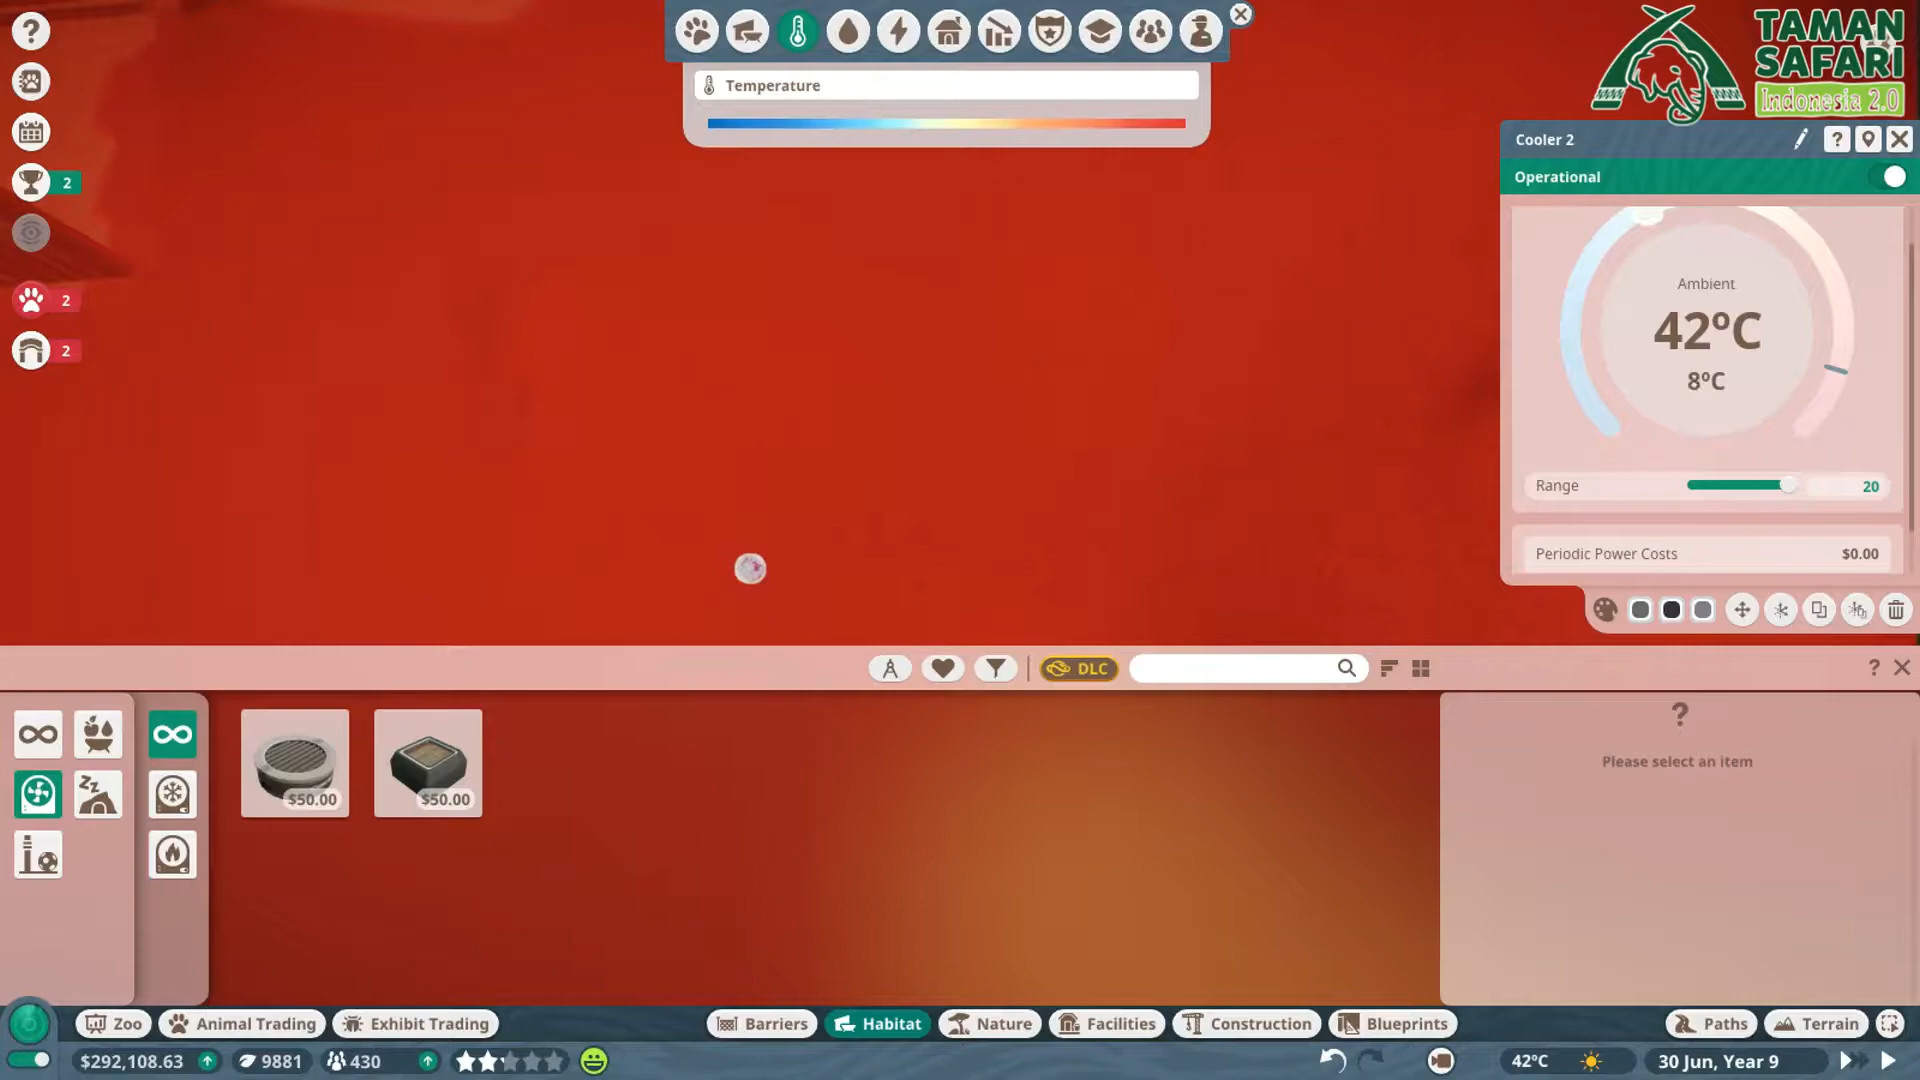 Temperature
TAMAN
SAFARI
Indonesia 2.0
2
2
2
Cooler 2
?
Operational
Ambient
42°C
8°C
Range
20
Periodic Power Costs
$0.00
DLC
?
?
Please select an item
$50.00
$50.00
Zoo
Animal Trading
Exhibit Trading
Barriers
Habitat
Nature
Facilities
Construction
Blueprints
Paths
Terrain
$292,108.63
9881
430
42°C
30 Jun, Year 9